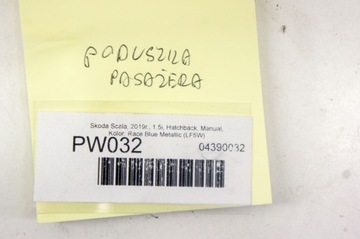 PODUSZKA
PASAŻERA
Skoda Scala, 2019r., 1.5i, Hatchback, Manual,
Kolor: Race Blue Metallic (LF5W)
PW032 04390032